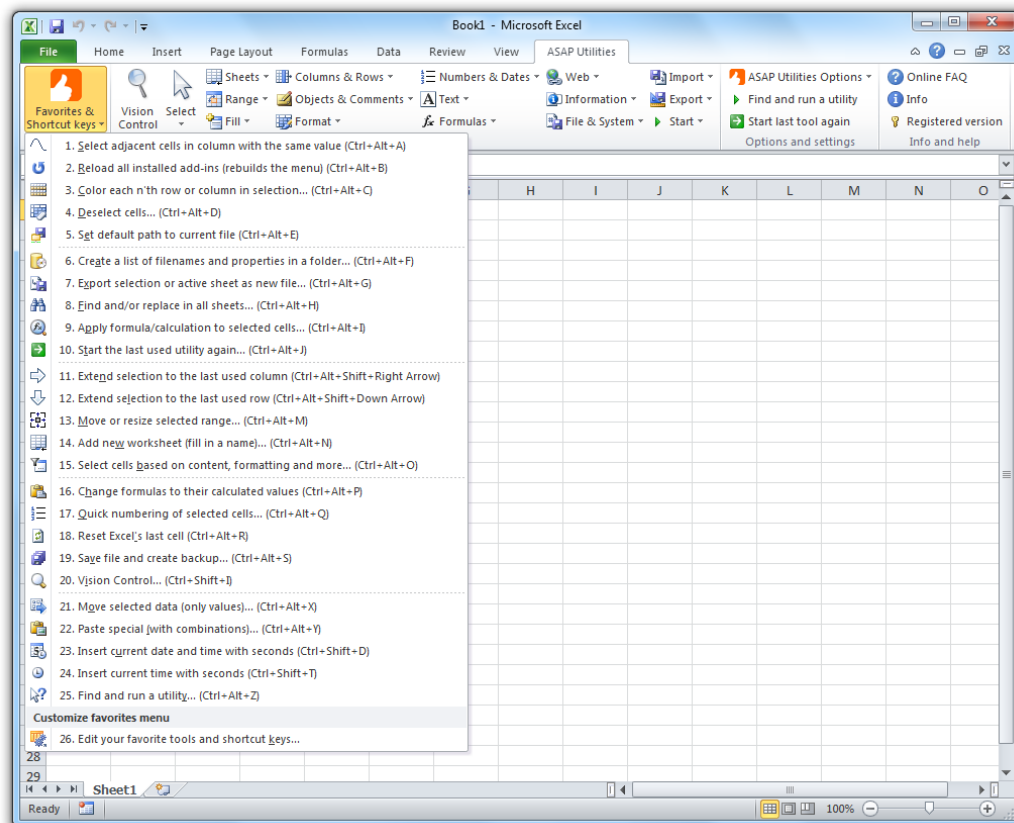 Book1 - Microsoft Excel
File Home Insert Page Layout Formulas Data Review View ASAP Utilities
Favorites & Shortcut keys
Vision Control
Select
Sheets Columns & Rows Numbers & Dates Web Import ASAP Utilities Options Online FAQ
Range Objects & Comments Text Information Export Find and run a utility Info
Fill Format Formulas File & System Start Start last tool again Registered version
Options and settings Info and help
1. Select adjacent cells in column with the same value (Ctrl+Alt+A)
2. Reload all installed add-ins (rebuilds the menu) (Ctrl+Alt+B)
3. Color each n'th row or column in selection... (Ctrl+Alt+C)
4. Deselect cells... (Ctrl+Alt+D)
5. Set default path to current file (Ctrl+Alt+E)
6. Create a list of filenames and properties in a folder... (Ctrl+Alt+F)
7. Export selection or active sheet as new file... (Ctrl+Alt+G)
8. Find and/or replace in all sheets... (Ctrl+Alt+H)
9. Apply formula/calculation to selected cells... (Ctrl+Alt+I)
10. Start the last used utility again... (Ctrl+Alt+J)
11. Extend selection to the last used column (Ctrl+Alt+Shift+Right Arrow)
12. Extend selection to the last used row (Ctrl+Alt+Shift+Down Arrow)
13. Move or resize selected range... (Ctrl+Alt+M)
14. Add new worksheet (fill in a name)... (Ctrl+Alt+N)
15. Select cells based on content, formatting and more... (Ctrl+Alt+O)
16. Change formulas to their calculated values (Ctrl+Alt+P)
17. Quick numbering of selected cells... (Ctrl+Alt+Q)
18. Reset Excel's last cell (Ctrl+Alt+R)
19. Save file and create backup... (Ctrl+Alt+S)
20. Vision Control... (Ctrl+Shift+I)
21. Move selected data (only values)... (Ctrl+Alt+X)
22. Paste special (with combinations)... (Ctrl+Alt+Y)
23. Insert current date and time with seconds (Ctrl+Shift+D)
24. Insert current time with seconds (Ctrl+Shift+T)
25. Find and run a utility... (Ctrl+Alt+Z)
Customize favorites menu
26. Edit your favorite tools and shortcut keys...
H I J K L M N O
28
29
Sheet1
Ready 100%